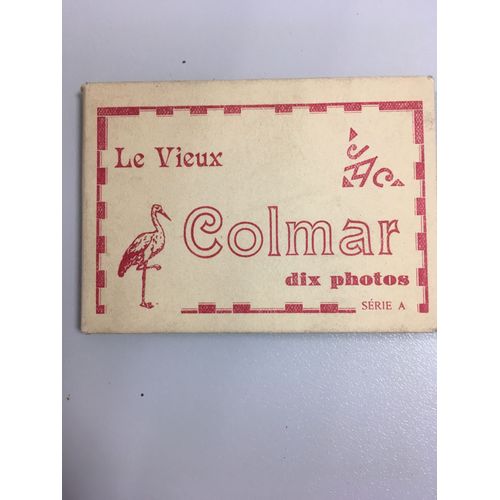 Le Vieux
Colmar
dix photos
SÉRIE A